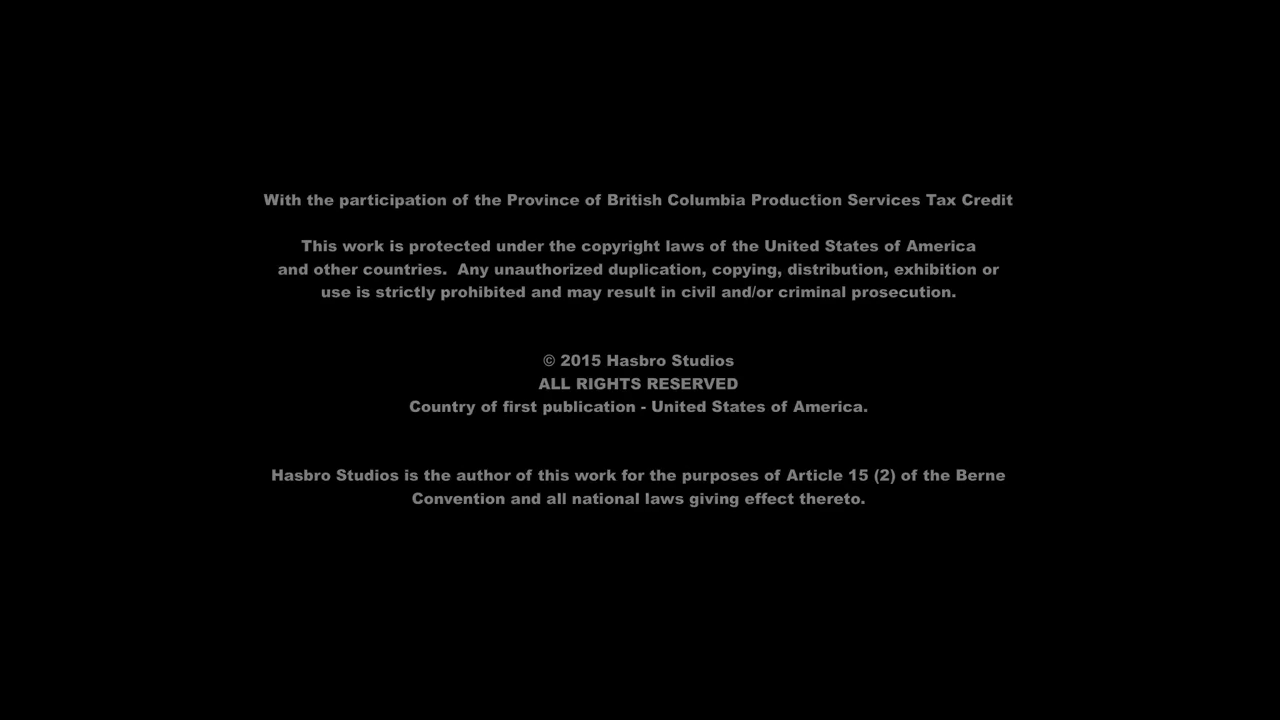 With the participation of the Province of British Columbia Production Services Tax Credit
This work is protected under the copyright laws of the United States of America
and other countries.  Any unauthorized duplication, copying, distribution, exhibition or
use is strictly prohibited and may result in civil and/or criminal prosecution.
© 2015 Hasbro Studios
ALL RIGHTS RESERVED
Country of first publication - United States of America.
Hasbro Studios is the author of this work for the purposes of Article 15 (2) of the Berne
Convention and all national laws giving effect thereto.